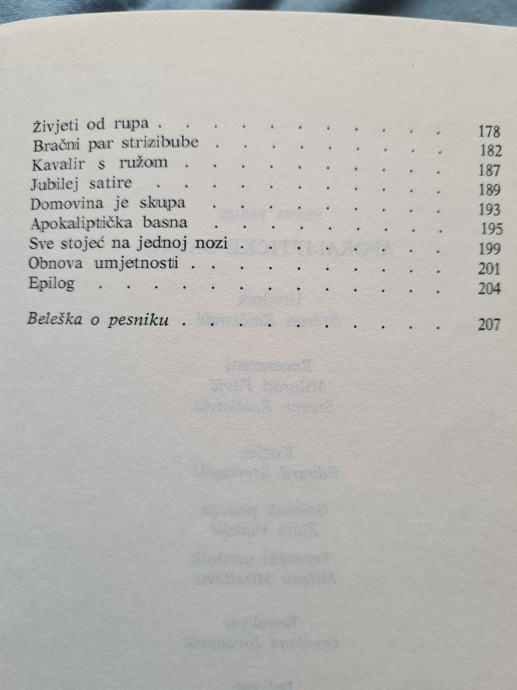 Živjeti od rupa . . . . . . . . . . . 178
Bračni par strizibube . . . . . . . . . 182
Kavalir s ružom . . . . . . . . . . 187
Jubilej satire . . . . . . . . . . . 189
Domovina je skupa . . . . . . . . . 193
Apokaliptička basna . . . . . . . . . 195
Sve stojeć na jednoj nozi . . . . . . . . 199
Obnova umjetnosti . . . . . . . . . . 201
Epilog . . . . . . . . . . . . . 204
Beleška o pesniku . . . . . . . . . . 207